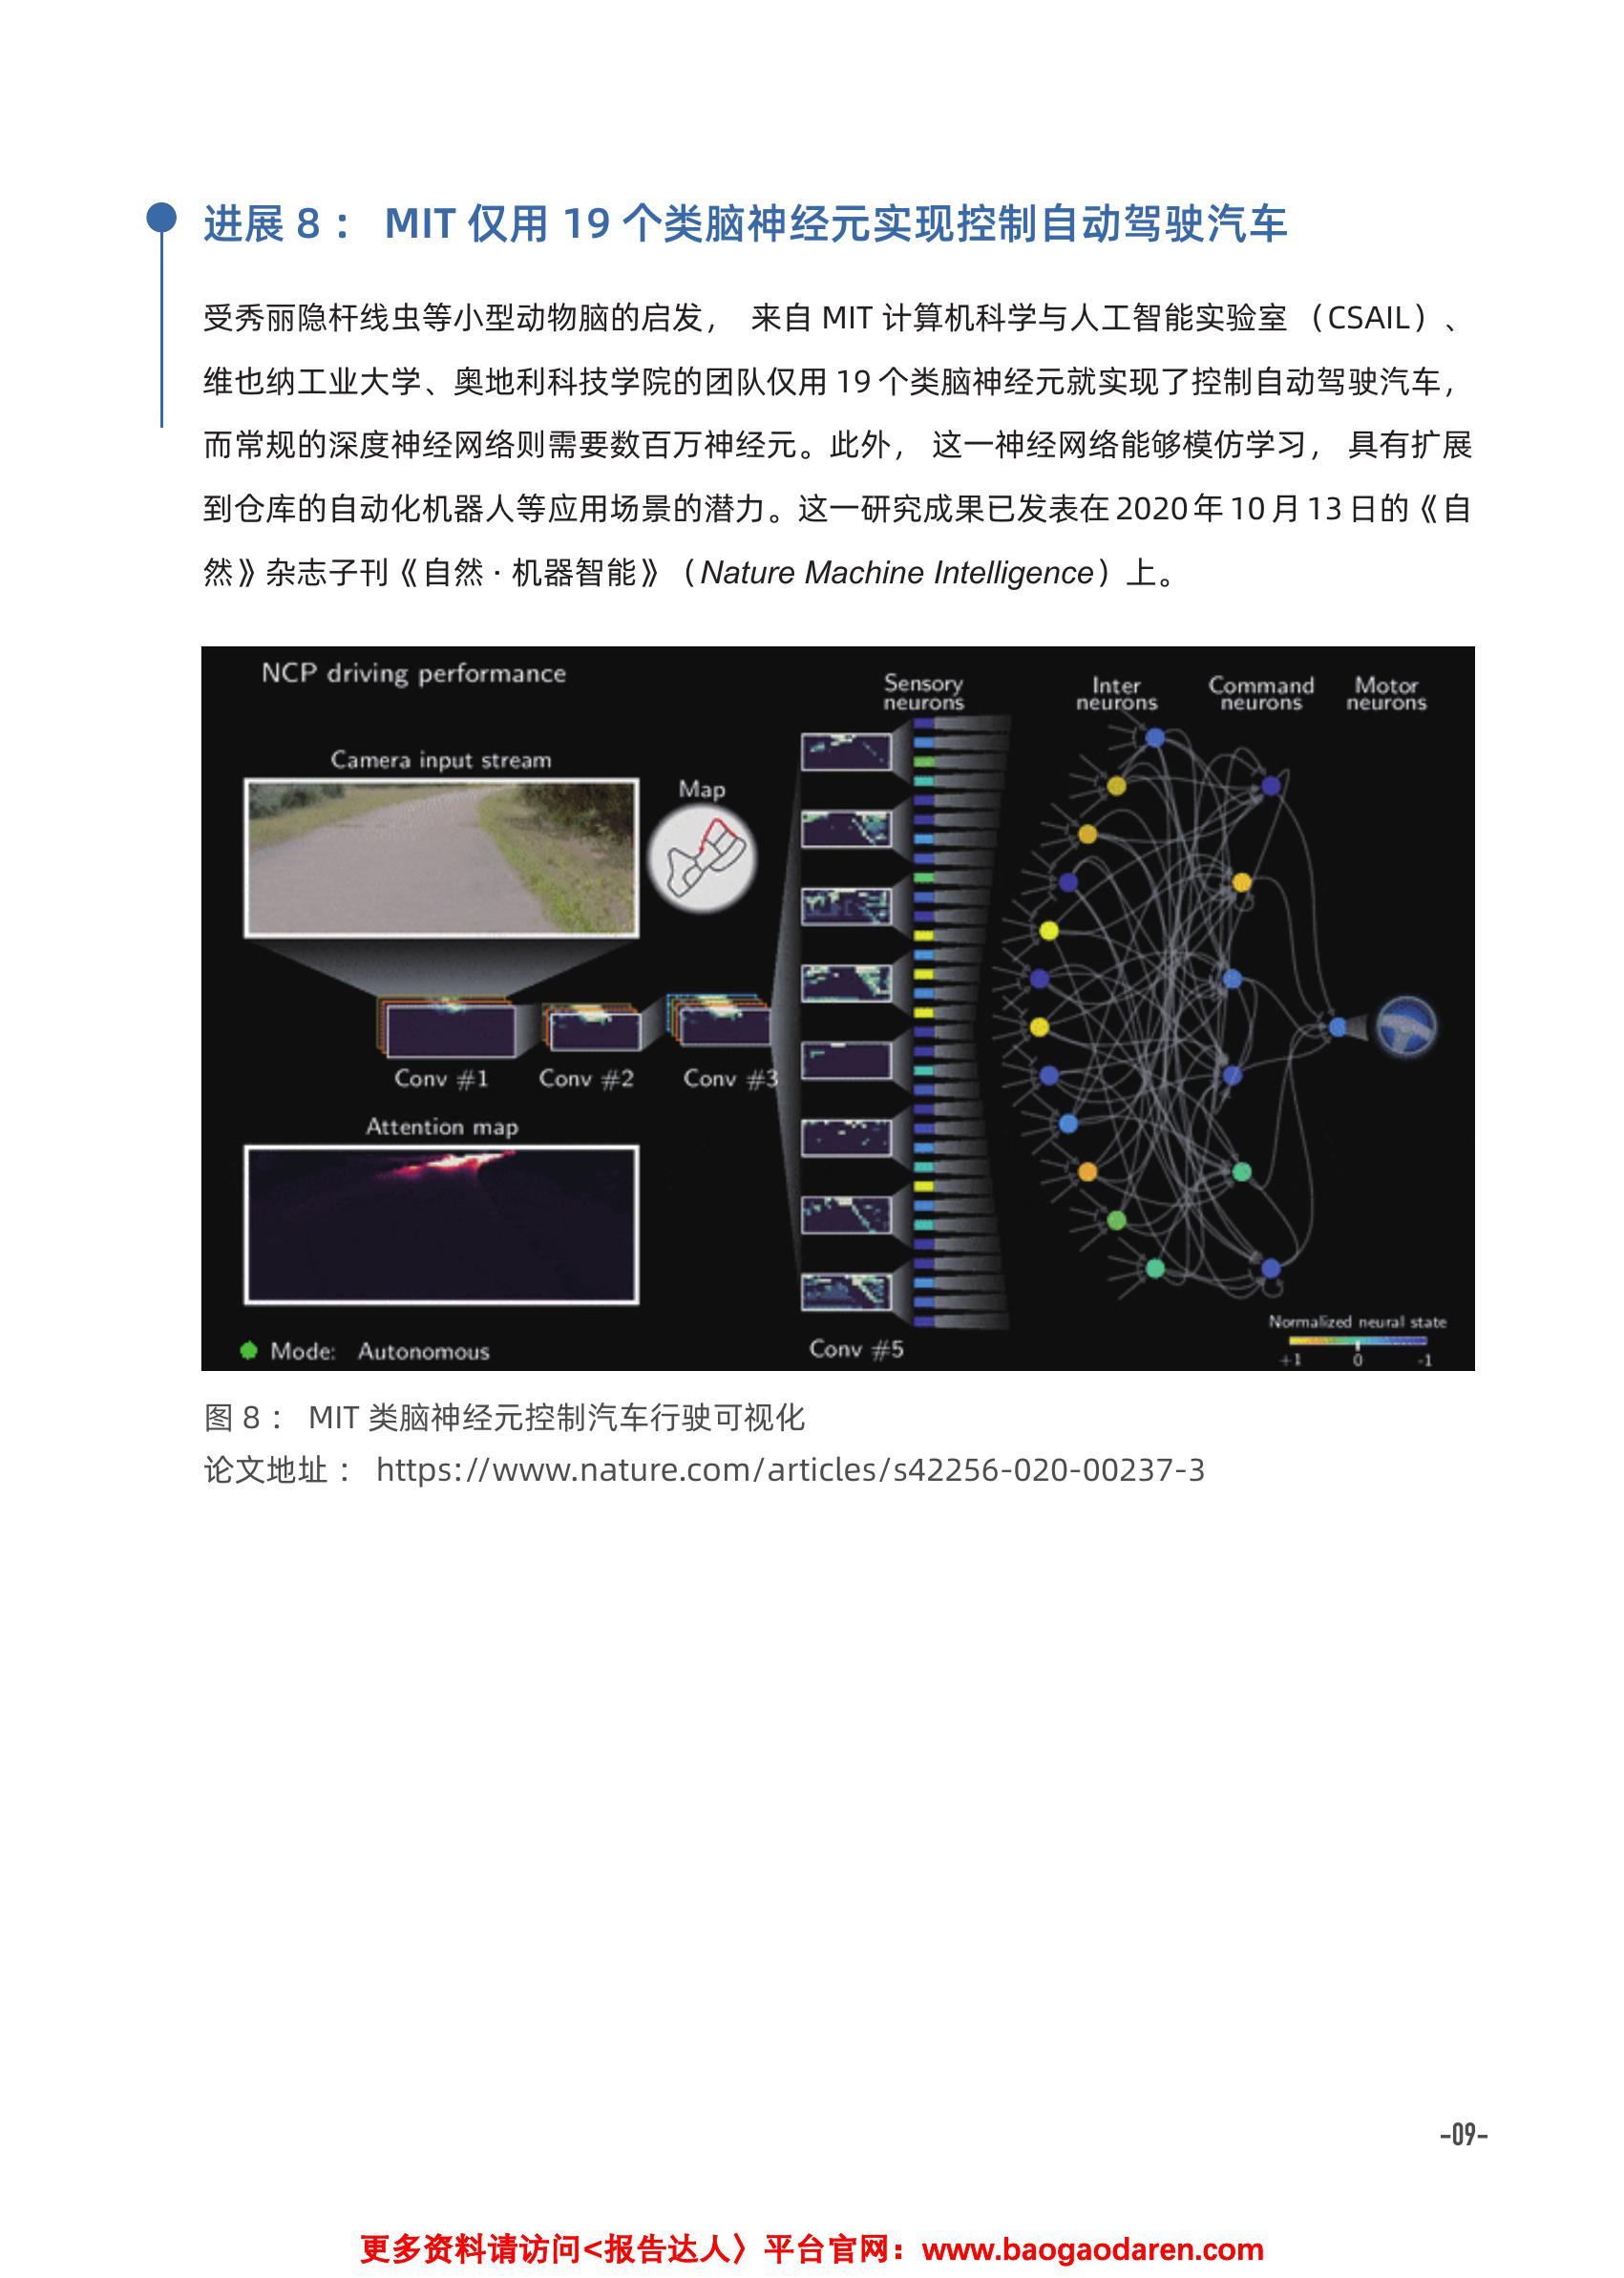 进展 8： MIT 仅用 19 个类脑神经元实现控制自动驾驶汽车
受秀丽隐杆线虫等小型动物脑的启发， 来自 MIT 计算机科学与人工智能实验室（CSAIL）、
维也纳工业大学、奥地利科技学院的团队仅用 19 个类脑神经元就实现了控制自动驾驶汽车，
而常规的深度神经网络则需要数百万神经元。此外， 这一神经网络能够模仿学习， 具有扩展
到仓库的自动化机器人等应用场景的潜力。这一研究成果已发表在 2020 年 10 月 13 日的《自
然》杂志子刊《自然 · 机器智能》（Nature Machine Intelligence）上。
NCP driving performance
Camera input stream
Map
Conv #1
Conv #2
Conv #3
Attention map
Mode: Autonomous
Sensory
neurons
Conv #5
Inter
neurons
Command
neurons
Motor
neurons
Normalized neural state
+1 0 -1
图 8： MIT 类脑神经元控制汽车行驶可视化
论文地址： https://www.nature.com/articles/s42256-020-00237-3
-09-
更多资料请访问<报告达人〉平台官网：www.baogaodaren.com